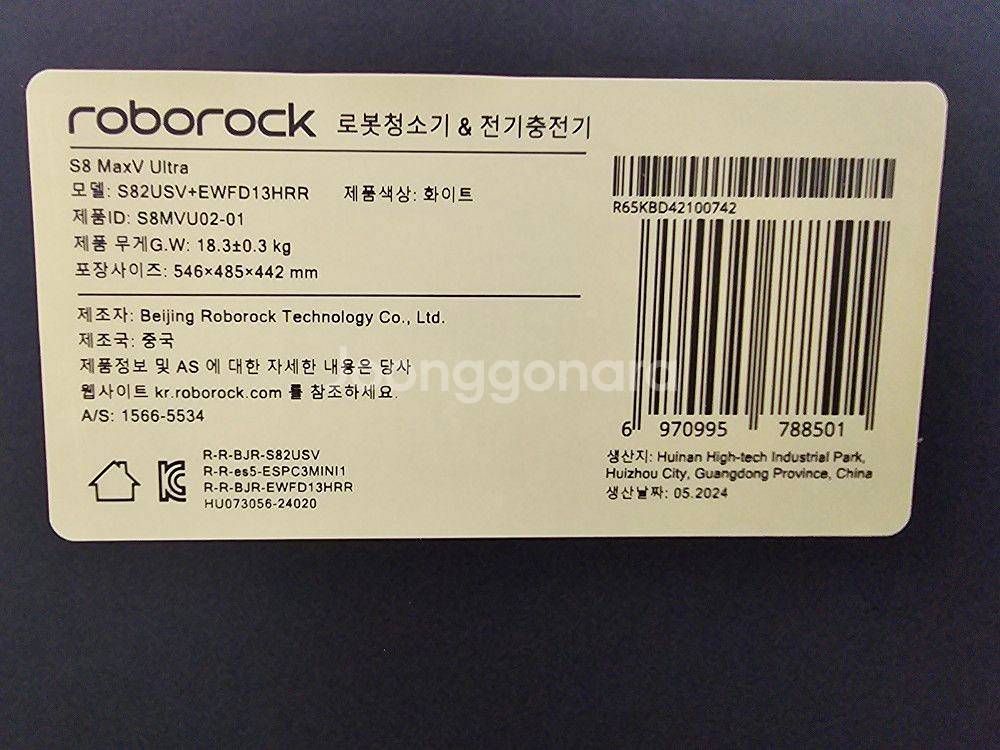 roborock 로봇청소기 & 전기충전기
S8 MaxV Ultra
모델: S82USV+EWFD13HRR 제품색상: 화이트
제품ID: S8MVU02-01
제품 무게G.W: 18.3±0.3 kg
포장사이즈: 546×485×442 mm
제조자: Beijing Roborock Technology Co., Ltd.
제조국: 중국
제품정보 및 AS 에 대한 자세한 내용은 당사
웹사이트 kr.roborock.com 를 참조하세요.
A/S: 1566-5534
R-R-BJR-S82USV
R-R-es5-ESPC3MINI1
R-R-BJR-EWFD13HRR
HU073056-24020
R65KBD42100742
6 970995 788501
생산지: Huinan High-tech Industrial Park,
Huizhou City, Guangdong Province, China
생산날짜: 05.2024
joonggonara